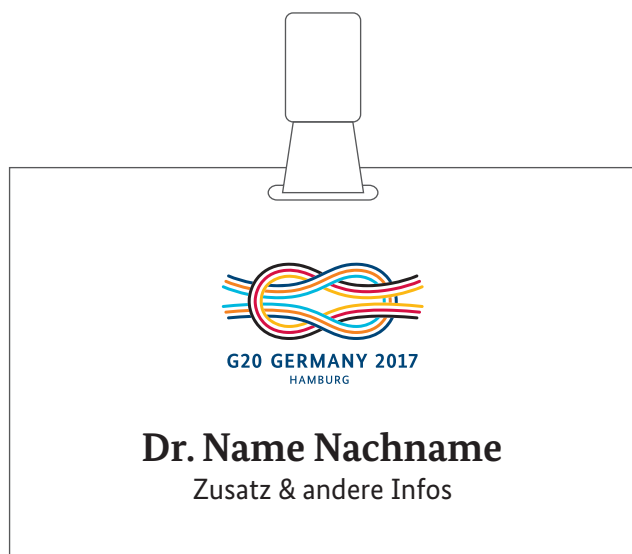 G20 GERMANY 2017
HAMBURG
Dr. Name Nachname
Zusatz & andere Infos